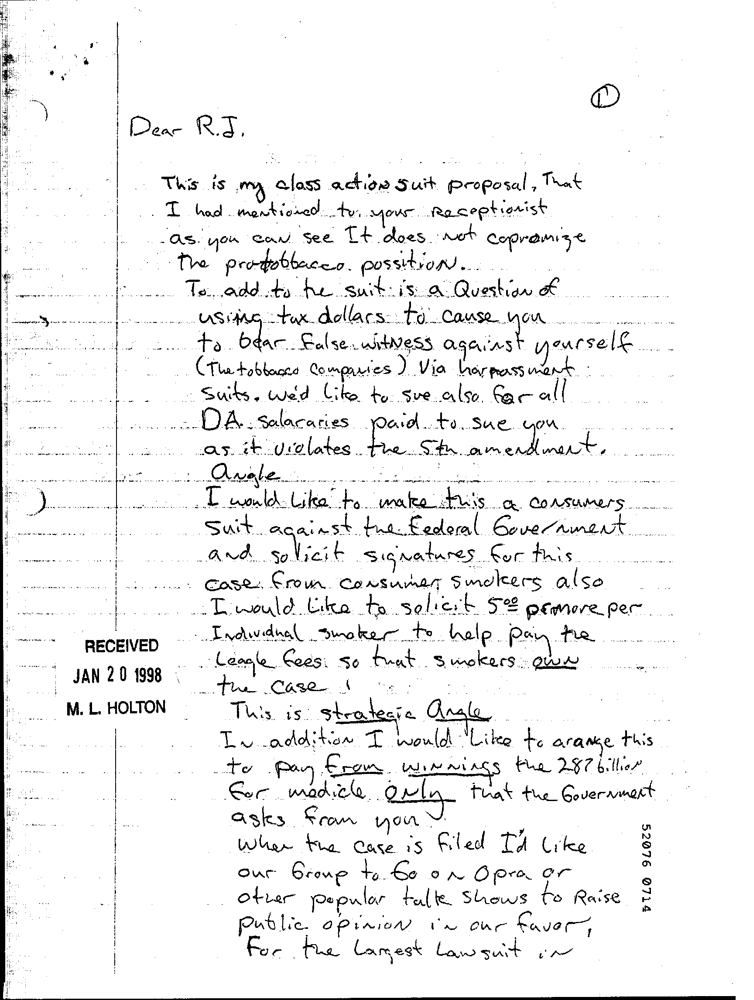 1
Dear R.J.
This is my class action suit proposal, That
I had mentioned to your Receptionist
as you can see It does not copromize
the protobbacco possition.
To add to the suit is a Question of
using tax dollars to cause you
to bear false witness against yourself
(The tobbacco Companies) Via harrassment
Suits. we'd like to sue also for all
DA salararies paid to sue you
as it violates the 5th amendment.
angle
I would Like to make this a consumers
Suit against the Federal Government
and solicit signatures for this
case from consumer smokers also
I would Like to solicit 5.00 or more per
Individual smoker to help pay the
Leagle fees so that smokers own
the case !
This is strategic Angle
In addition I would Like to arange this
to pay from winnings the 287 billion
for medicle only that the Government
asks from you.
When the case is filed I'd like
our Group to Go on Opra or
other popular talk shows to Raise
public opinion in our favor,
For the Largest Lawsuit in
RECEIVED
JAN 20 1998
M. L. HOLTON
52076 0714